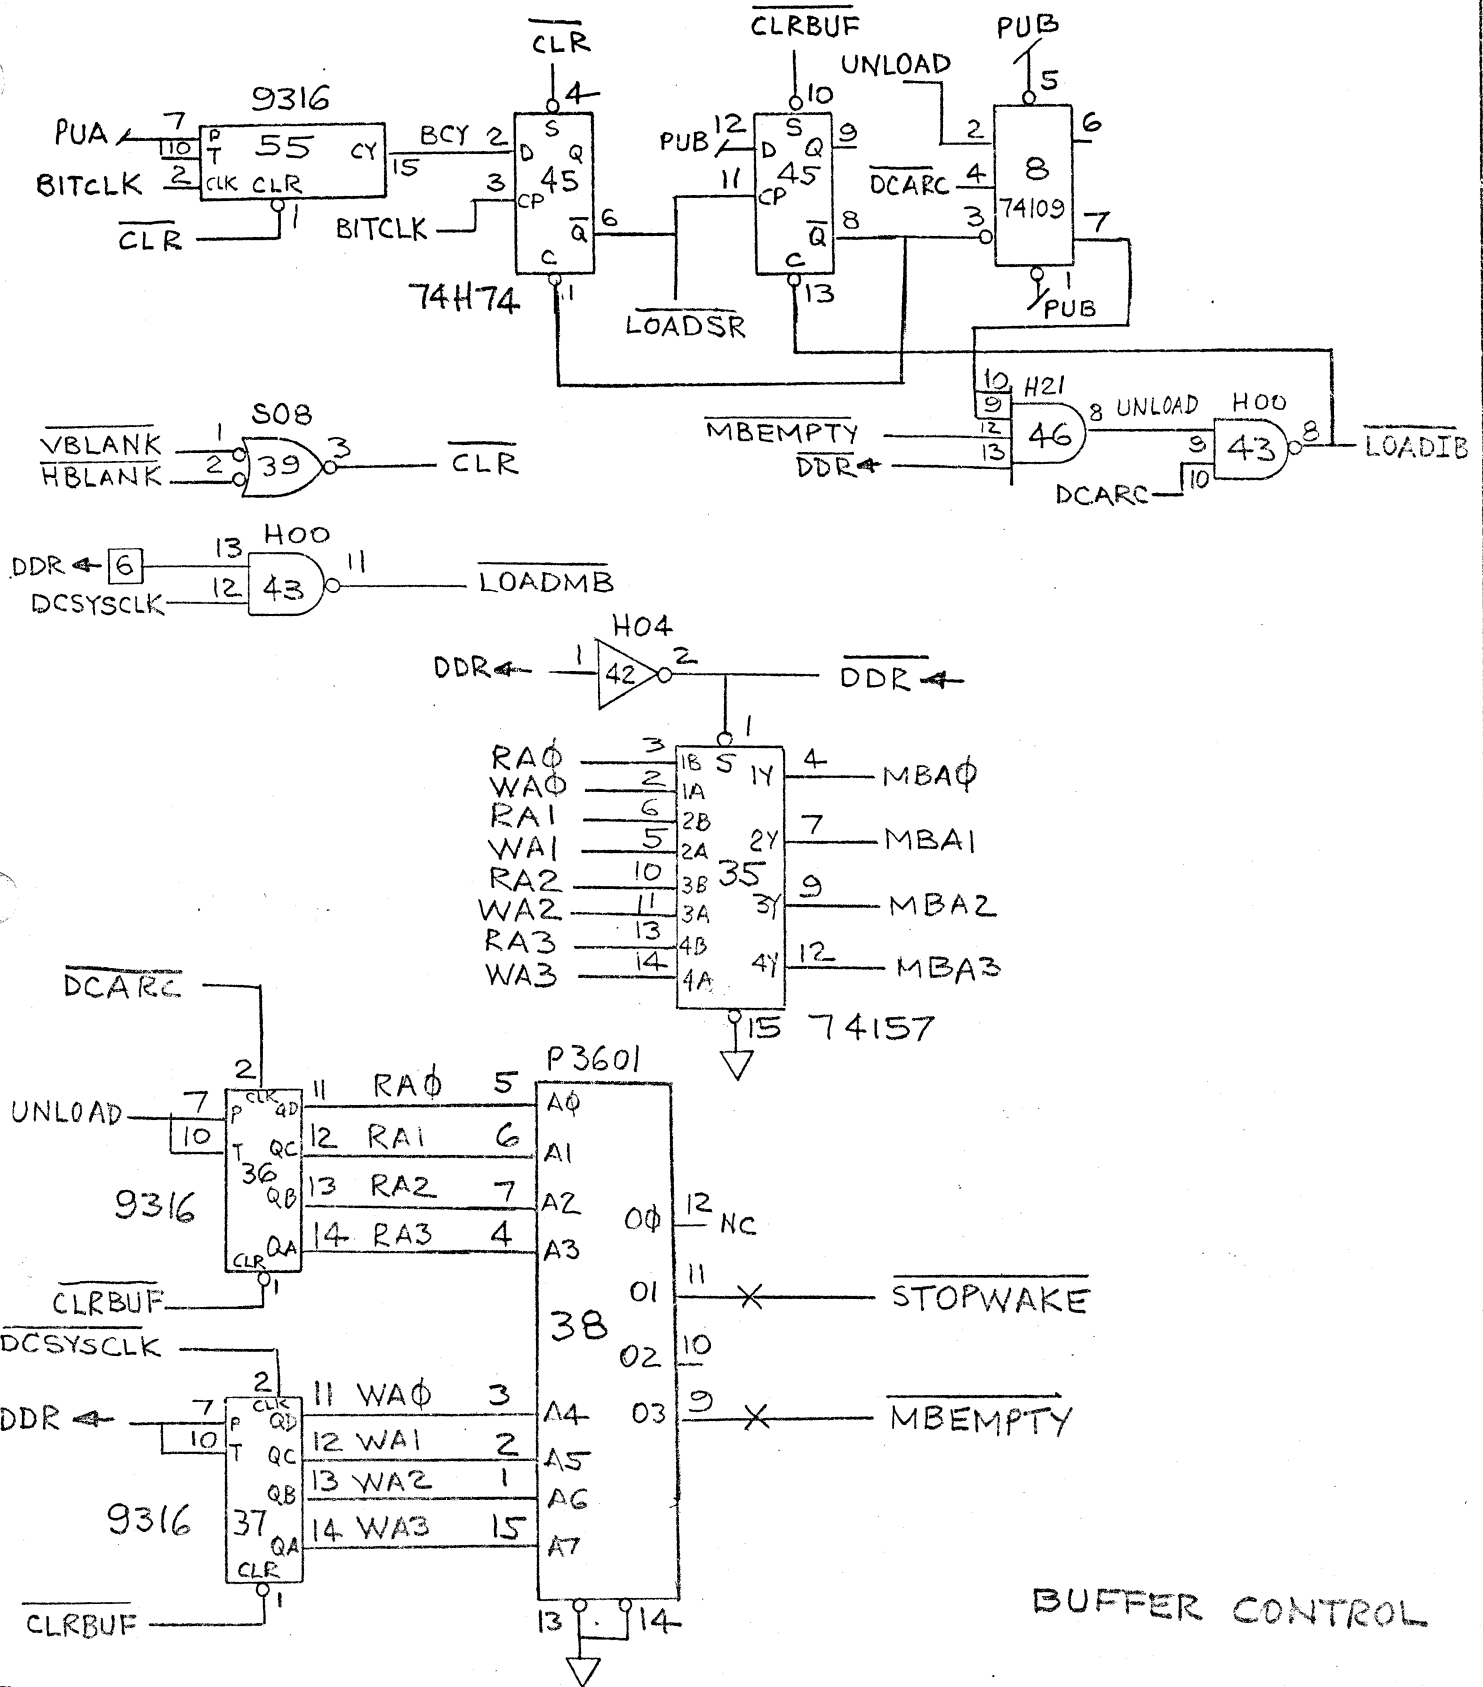 CLR
4
CLRBUF
10
UNLOAD
PUB
5
9316
PUA 7 P
10 T
55 CY
BITCLK 2 CLK CLR
1
CLR
15 BCY 2
S
D Q
45
3 CP
BITCLK
Q 6
C
1
74H74
LOADSR
PUB 12 S
D Q 9
45
11 CP
Q 8
C
13
2
6
8
DCARC 4
74109
3
7
1
PUB
S08
VBLANK 1
HBLANK 2
39 3 CLR
10 H21
9
MBEMPTY 12
46 8 UNLOAD
DDR← 13
H00
9
43 8 LOADIB
DCARC 10
H00
DDR← 6 13
43 11 LOADMB
DCSYSCLK 12
H04
DDR← 1 42 2 DDR←
1
S
RAϕ 3 1B 1Y 4 MBAϕ
WAϕ 2 1A
RA1 6 2B
WA1 5 2A 2Y 7 MBA1
35
RA2 10 3B
WA2 11 3A 3Y 9 MBA2
RA3 13 4B
WA3 14 4A 4Y 12 MBA3
15 74157
DCARC
2
CLK
UNLOAD 7 P QD 11 RAϕ 5 Aϕ
10 T QC 12 RA1 6 A1
36
9316 QB 13 RA2 7 A2
QA 14 RA3 4 A3
CLR
CLRBUF 1
P3601
Oϕ 12 NC
O1 11 STOPWAKE
38
O2 10
O3 9 MBEMPTY
DCSYSCLK
2
CLK
DDR← 7 P QD 11 WAϕ 3 A4
10 T QC 12 WA1 2 A5
QB 13 WA2 1 A6
9316 37
QA 14 WA3 15 A7
CLR
CLRBUF 1
13 14
BUFFER CONTROL